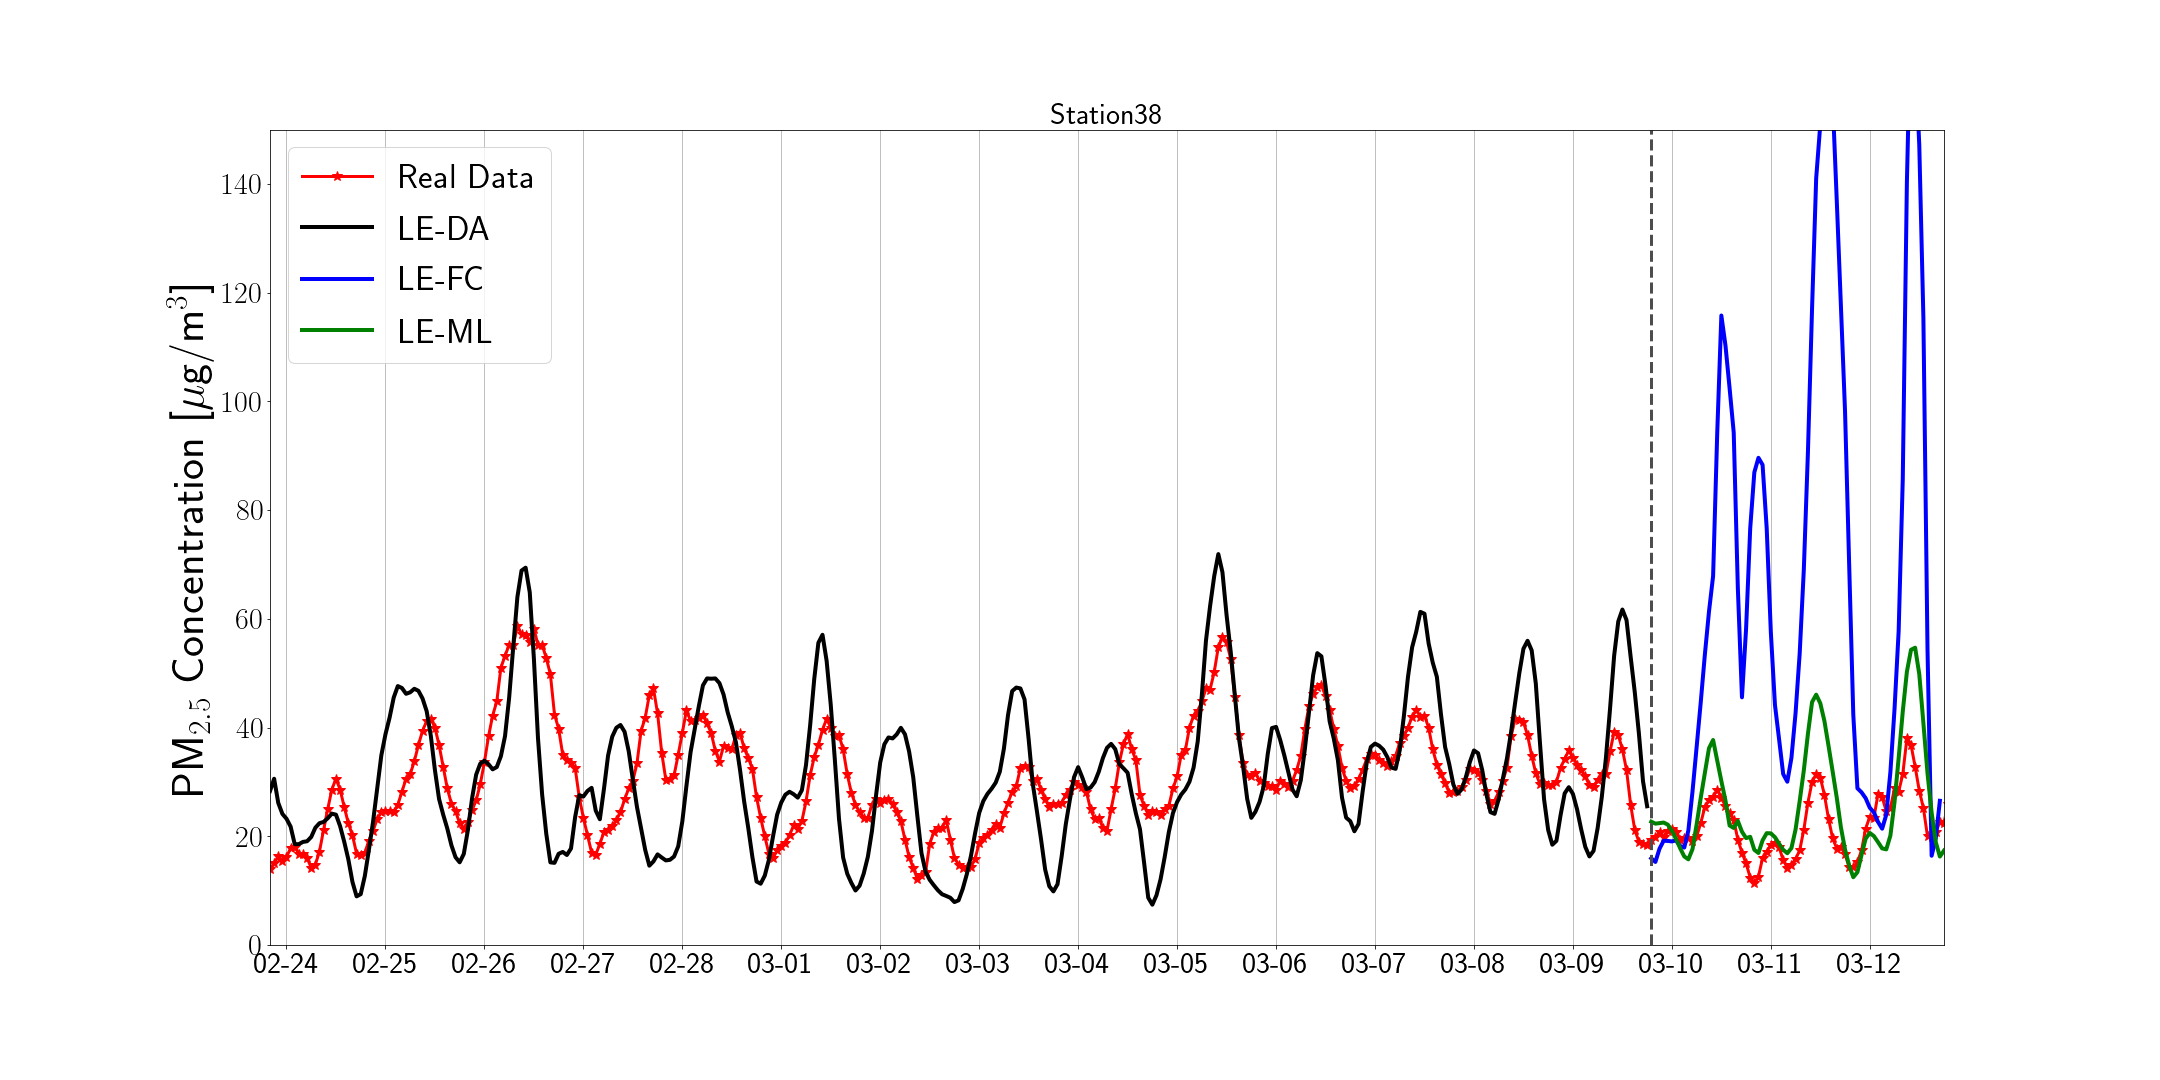 Station38
Real Data
LE-DA
LE-FC
LE-ML
PM2.5 Concentration [μg/m³]
140
120
100
80
60
40
20
0
02-24 02-25 02-26 02-27 02-28 03-01 03-02 03-03 03-04 03-05 03-06 03-07 03-08 03-09 03-10 03-11 03-12